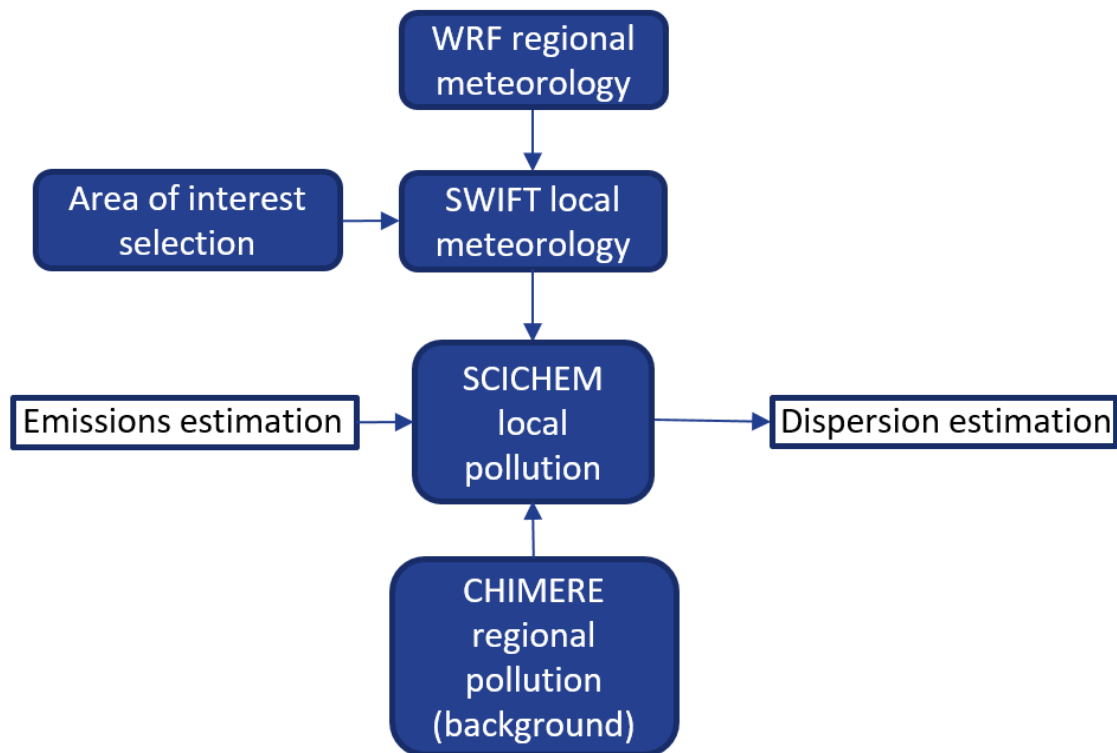 WRF regional
meteorology
Area of interest
selection
SWIFT local
meteorology
Emissions estimation
SCICHEM
local
pollution
Dispersion estimation
CHIMERE
regional
pollution
(background)